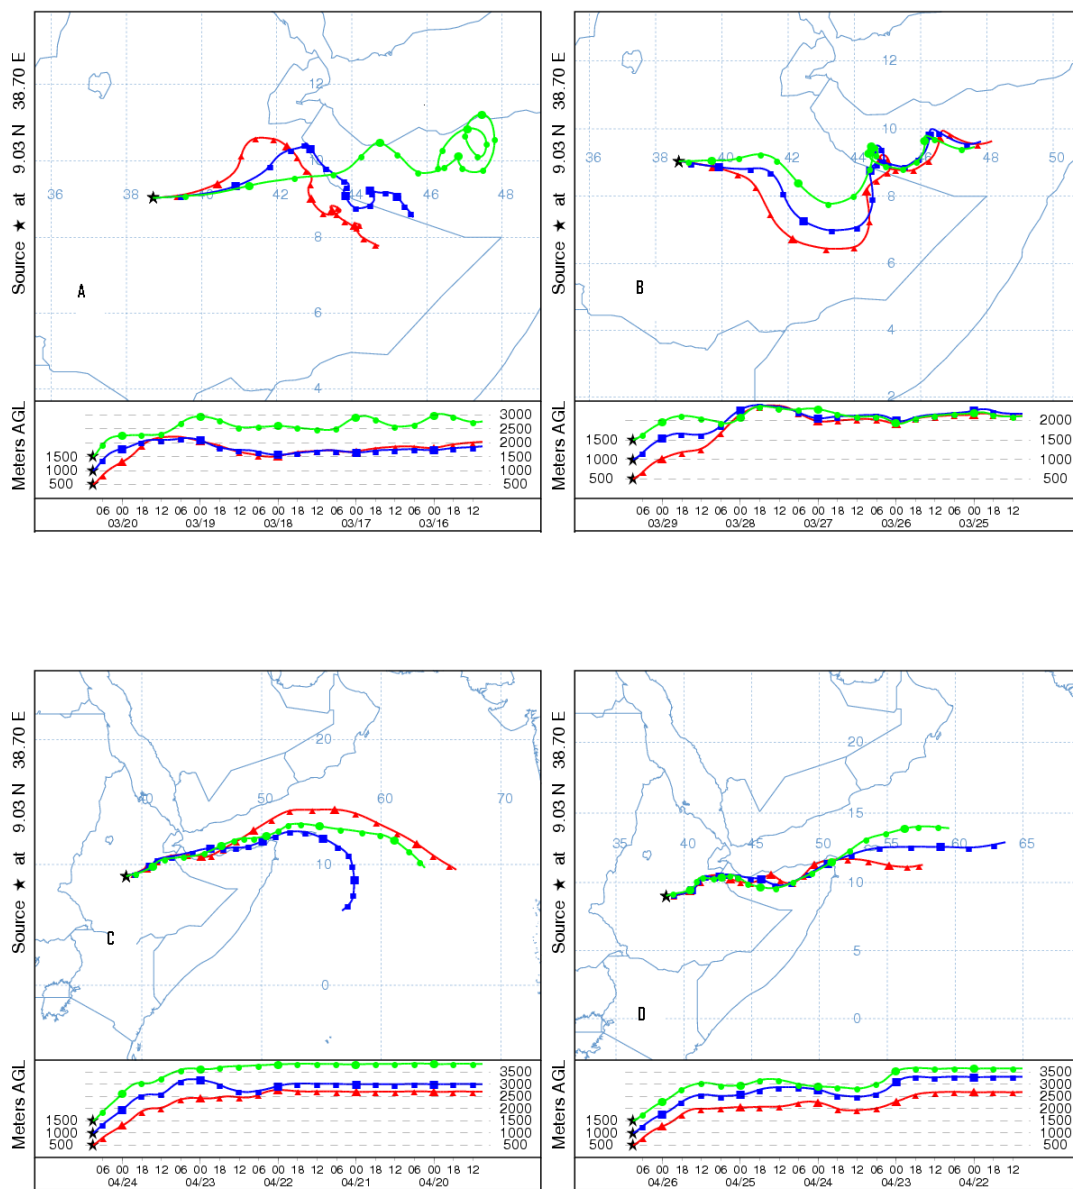 Source ★ at 9.03 N 38.70 E
12
10
36 38 40 42 44 46 48
8
6
A
4
Meters AGL
1500
1000
500
3000
2500
2000
1500
1000
500
06 00 18 12 06 00 18 12 06 00 18 12 06 00 18 12 06 00 18 12
03/20 03/19 03/18 03/17 03/16
Source ★ at 9.03 N 38.70 E
12
10
36 38 40 42 44 46 48 50
8
6
B
4
2
Meters AGL
1500
1000
500
2000
1500
1000
500
06 00 18 12 06 00 18 12 06 00 18 12 06 00 18 12 06 00 18 12
03/29 03/28 03/27 03/26 03/25
Source ★ at 9.03 N 38.70 E
20
40 50 60 70
10
C
0
Meters AGL
1500
1000
500
3500
3000
2500
2000
1500
1000
500
06 00 18 12 06 00 18 12 06 00 18 12 06 00 18 12 06 00 18 12
04/24 04/23 04/22 04/21 04/20
Source ★ at 9.03 N 38.70 E
20
15
35 40 45 50 55 60 65
10
5
D
0
Meters AGL
1500
1000
500
3500
3000
2500
2000
1500
1000
500
06 00 18 12 06 00 18 12 06 00 18 12 06 00 18 12 06 00 18 12
04/26 04/25 04/24 04/23 04/22